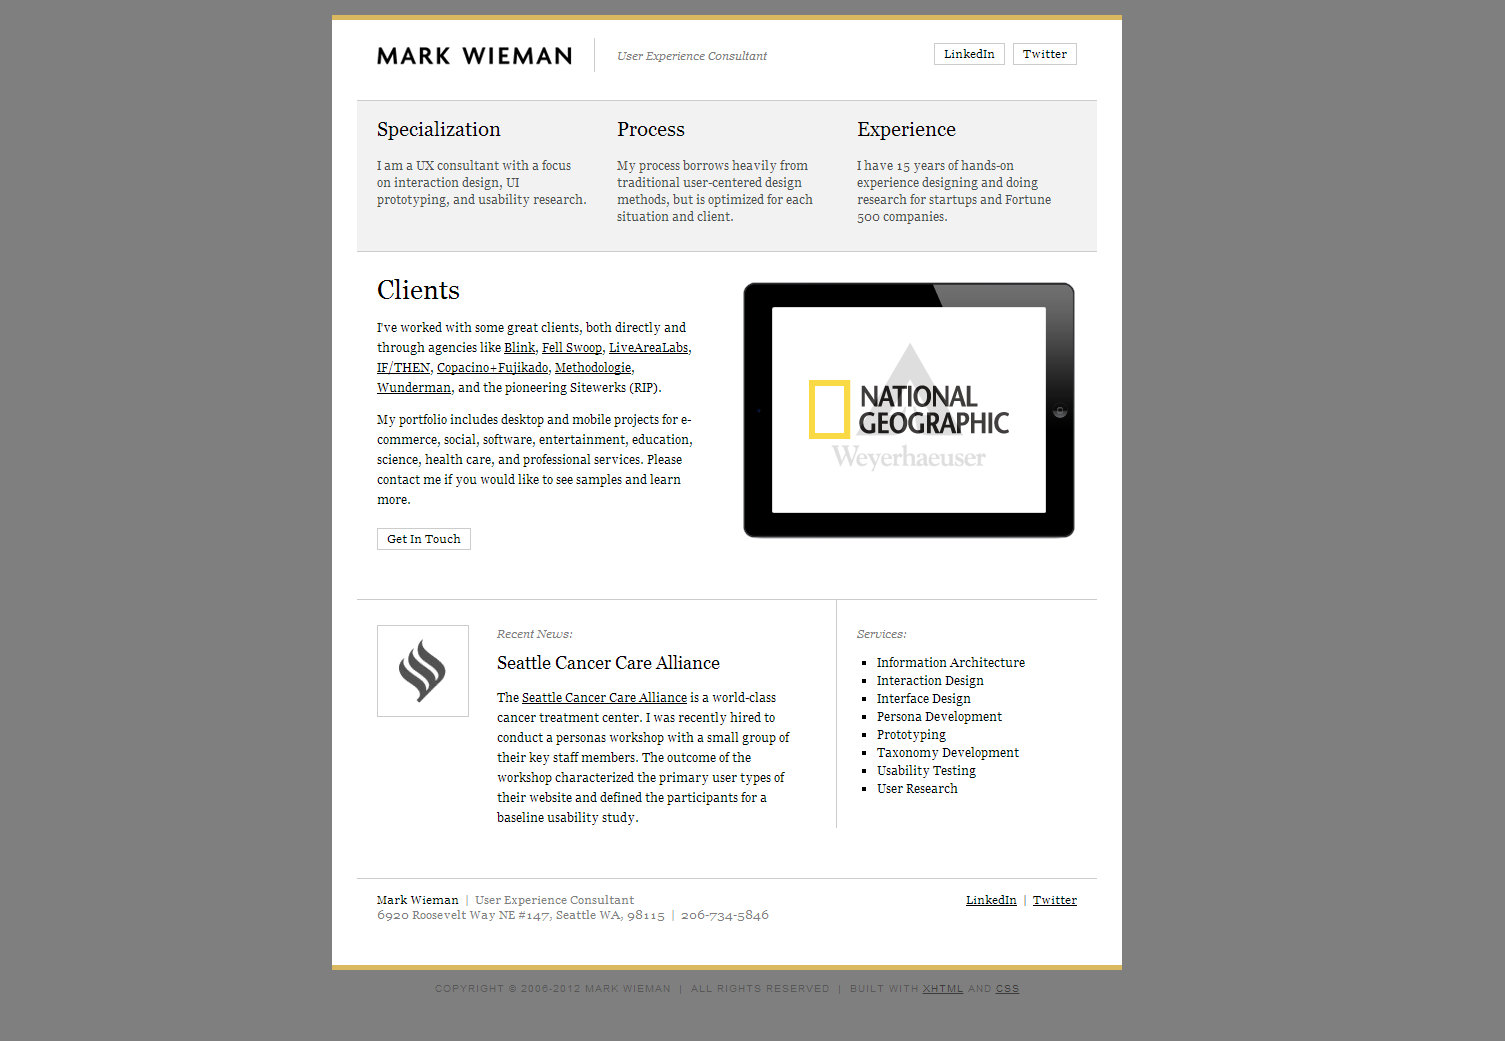 MARK WIEMAN
User Experience Consultant
LinkedIn
Twitter
Specialization
I am a UX consultant with a focus
on interaction design, UI
prototyping, and usability research.
Process
My process borrows heavily from
traditional user-centered design
methods, but is optimized for each
situation and client.
Experience
I have 15 years of hands-on
experience designing and doing
research for startups and Fortune
500 companies.
Clients
I've worked with some great clients, both directly and
through agencies like Blink, Fell Swoop, LiveAreaLabs,
IF/THEN, Copacino+Fujikado, Methodologie,
Wunderman, and the pioneering Sitewerks (RIP).
My portfolio includes desktop and mobile projects for e-
commerce, social, software, entertainment, education,
science, health care, and professional services. Please
contact me if you would like to see samples and learn
more.
Get In Touch
NATIONAL
GEOGRAPHIC
Weyerhaeuser
Recent News:
Seattle Cancer Care Alliance
The Seattle Cancer Care Alliance is a world-class
cancer treatment center. I was recently hired to
conduct a personas workshop with a small group of
their key staff members. The outcome of the
workshop characterized the primary user types of
their website and defined the participants for a
baseline usability study.
Services:
Information Architecture
Interaction Design
Interface Design
Persona Development
Prototyping
Taxonomy Development
Usability Testing
User Research
Mark Wieman | User Experience Consultant
6920 Roosevelt Way NE #147, Seattle WA, 98115 | 206-734-5846
LinkedIn | Twitter
COPYRIGHT © 2006-2012 MARK WIEMAN | ALL RIGHTS RESERVED | BUILT WITH XHTML AND CSS